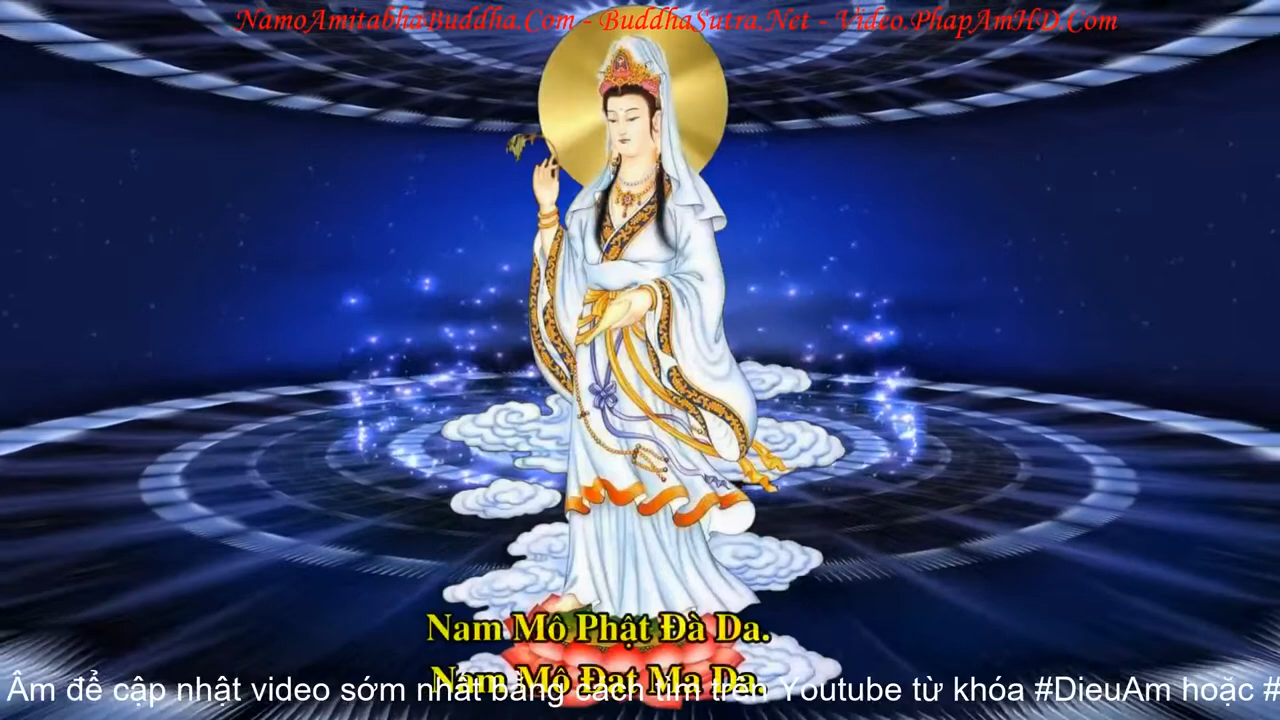 NamoAmitabhaBuddha.Com - BuddhaSutra.Net - Video.PhapAmHD.Com
Nam Mô Phật Đà Da.
Nam Mô Đạt Ma Da.
Âm để cập nhật video sớm nhất bằng cách tìm trên Youtube từ khóa #DieuAm hoặc #